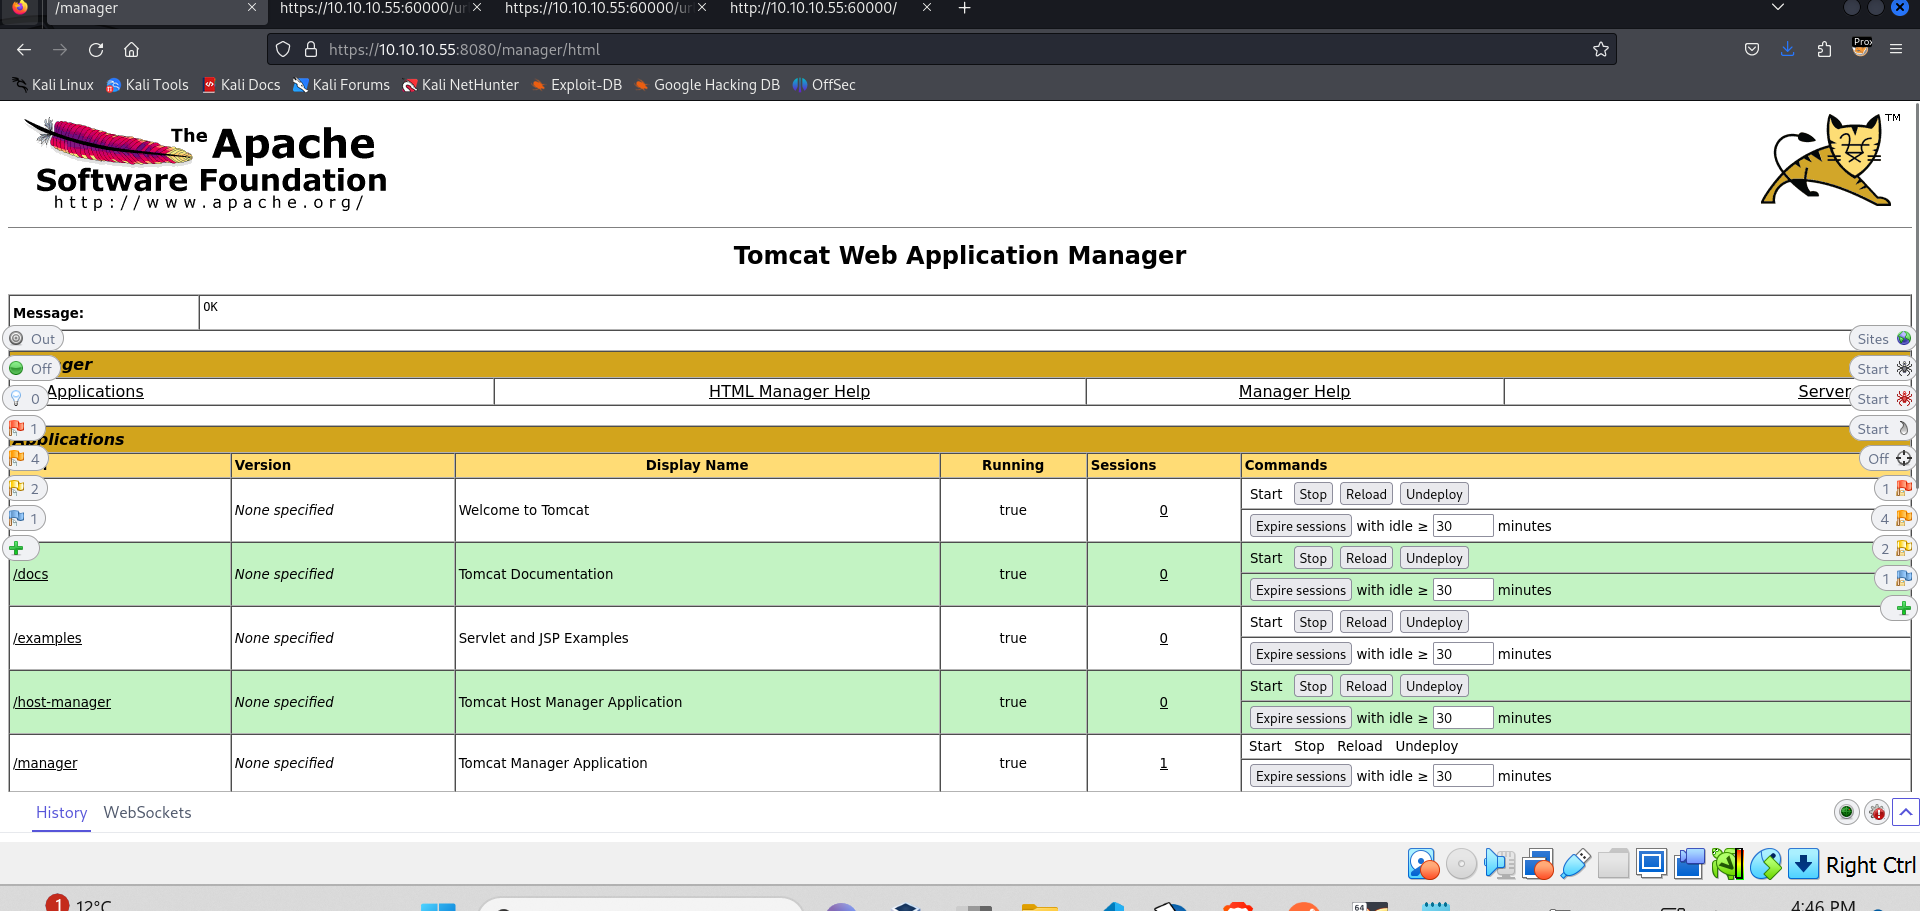 /manager
https://10.10.10.55:60000/ur
https://10.10.10.55:60000/ur
http://10.10.10.55:60000/
https://10.10.10.55:8080/manager/html
Pro
Kali Linux Kali Tools Kali Docs Kali Forums Kali NetHunter Exploit-DB Google Hacking DB OffSec
The Apache
Software Foundation
http://www.apache.org/
TM
Tomcat Web Application Manager
Message: OK
Out
Sites
ger
Off
Start
Applications HTML Manager Help Manager Help Server
0
Start
1
Applications
Start
4
Off
Version Display Name Running Sessions Commands
2
1
None specified Welcome to Tomcat true 0 Start Stop Reload Undeploy
1
4
Expire sessions with idle ≥ 30 minutes
2
/docs None specified Tomcat Documentation true 0 Start Stop Reload Undeploy
1
Expire sessions with idle ≥ 30 minutes
/examples None specified Servlet and JSP Examples true 0 Start Stop Reload Undeploy
Expire sessions with idle ≥ 30 minutes
/host-manager None specified Tomcat Host Manager Application true 0 Start Stop Reload Undeploy
Expire sessions with idle ≥ 30 minutes
/manager None specified Tomcat Manager Application true 1 Start Stop Reload Undeploy
Expire sessions with idle ≥ 30 minutes
History WebSockets
Right Ctrl
1 12°C
64
4:46 PM